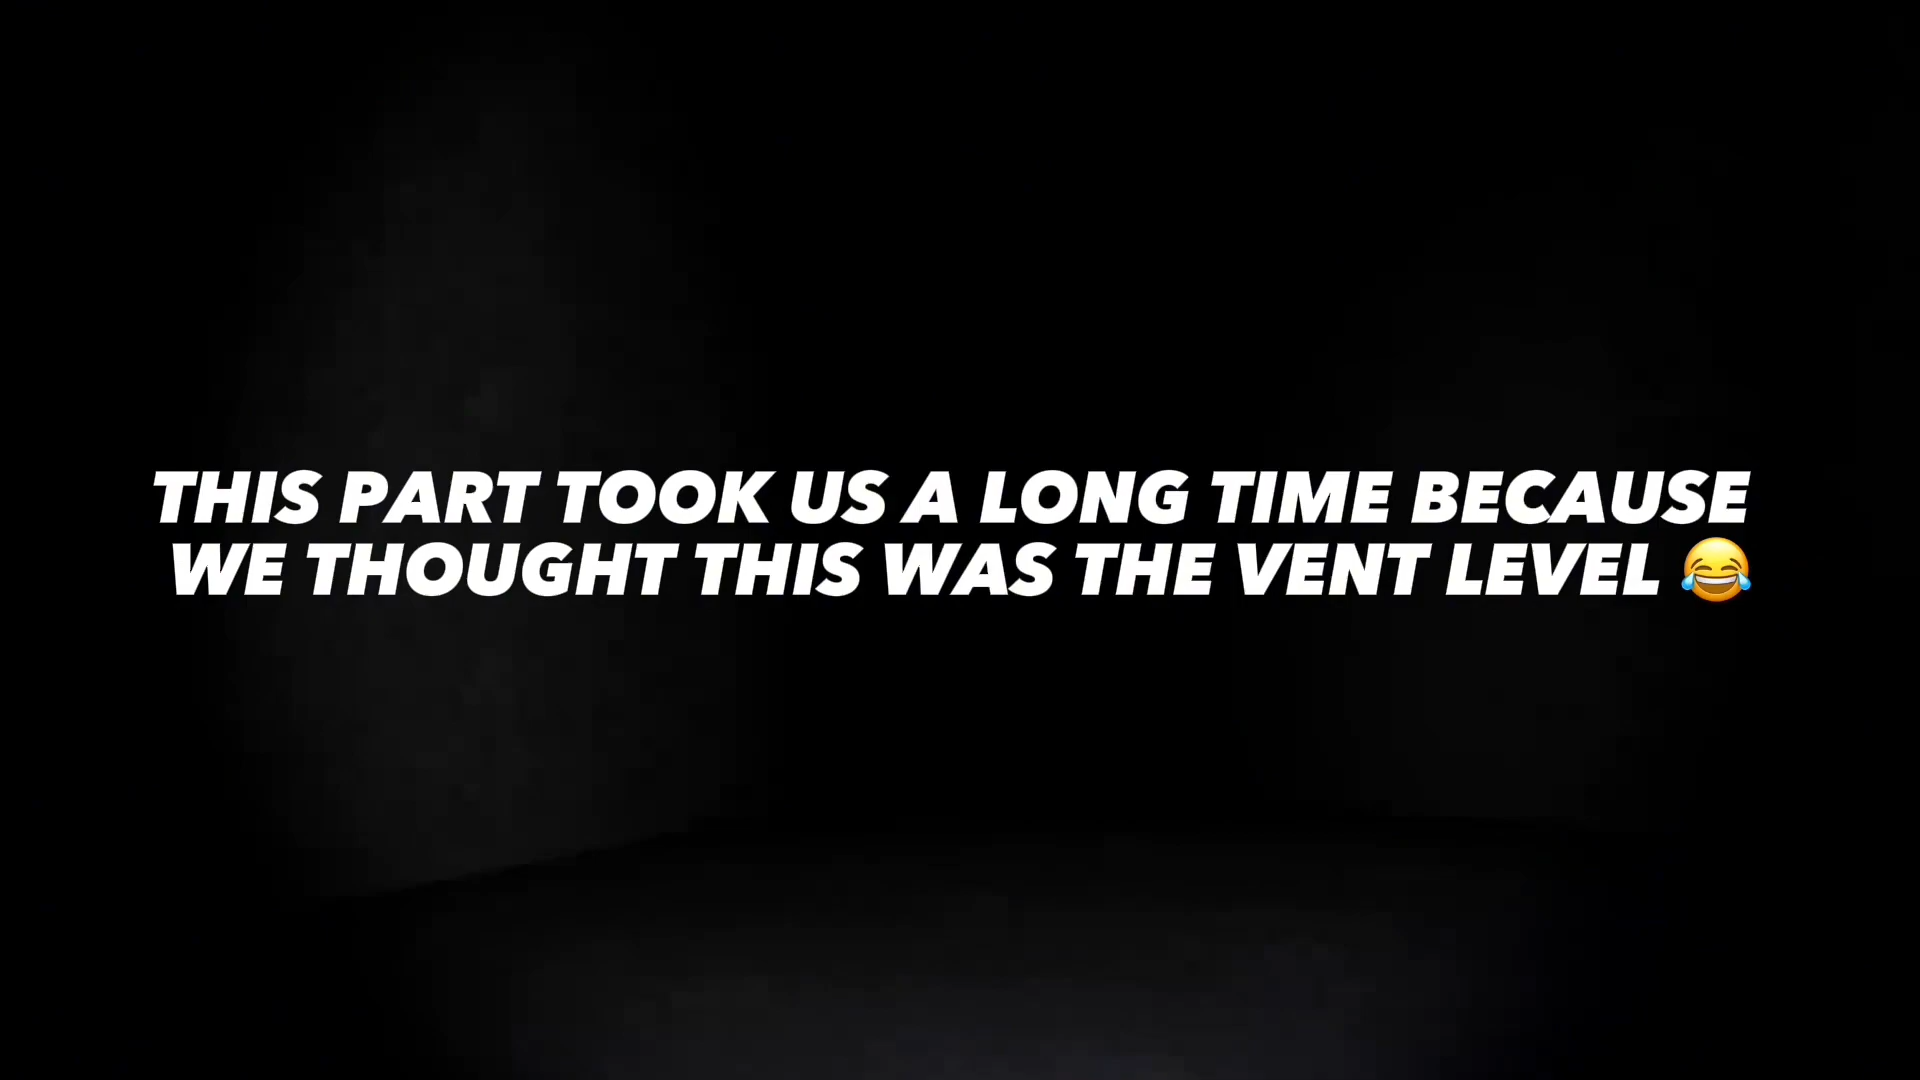 THIS PART TOOK US A LONG TIME BECAUSE
WE THOUGHT THIS WAS THE VENT LEVEL 😂